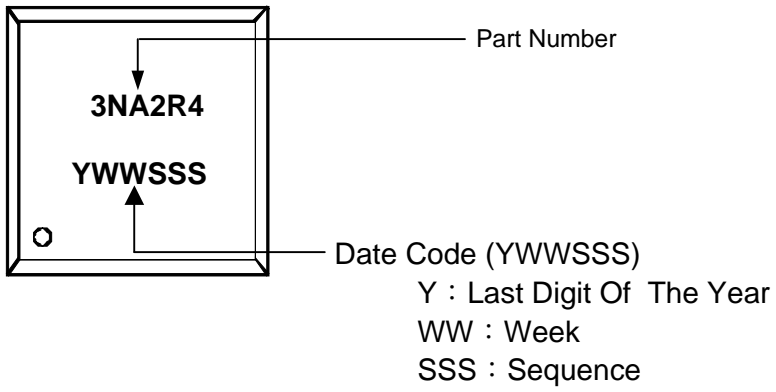 Part Number
3NA2R4
YWWSSS
Date Code (YWWSSS)
Y：Last Digit Of The Year
WW：Week
SSS：Sequence